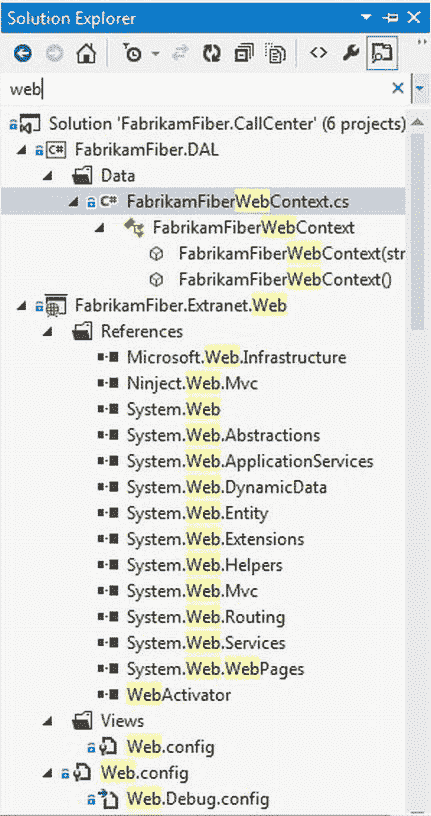 Solution Explorer
web
Solution 'FabrikamFiber.CallCenter' (6 projects)
C# FabrikamFiber.DAL
Data
C# FabrikamFiberWebContext.cs
FabrikamFiberWebContext
FabrikamFiberWebContext(str
FabrikamFiberWebContext()
FabrikamFiber.Extranet.Web
References
Microsoft.Web.Infrastructure
Ninject.Web.Mvc
System.Web
System.Web.Abstractions
System.Web.ApplicationServices
System.Web.DynamicData
System.Web.Entity
System.Web.Extensions
System.Web.Helpers
System.Web.Mvc
System.Web.Routing
System.Web.Services
System.Web.WebPages
WebActivator
Views
Web.config
Web.config
Web.Debug.config